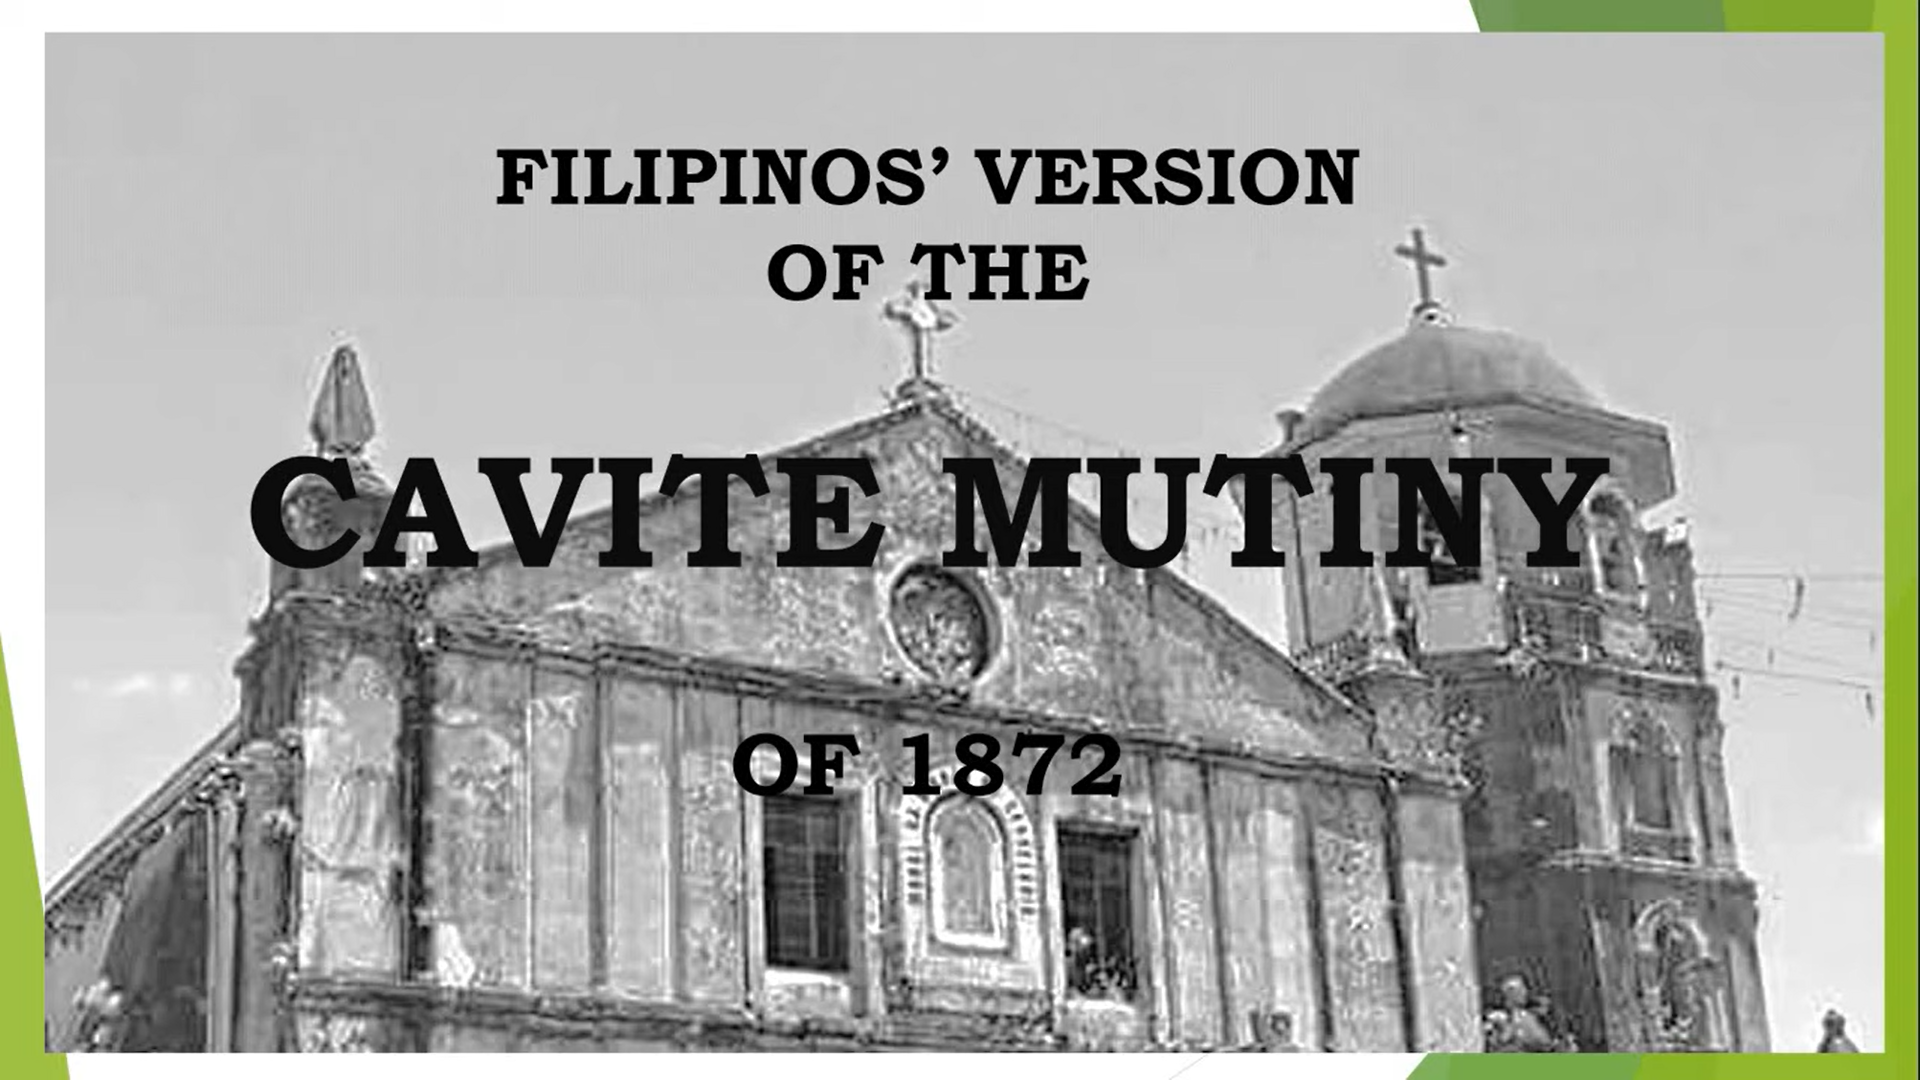 FILIPINOS’ VERSION
OF THE
CAVITE MUTINY
OF 1872